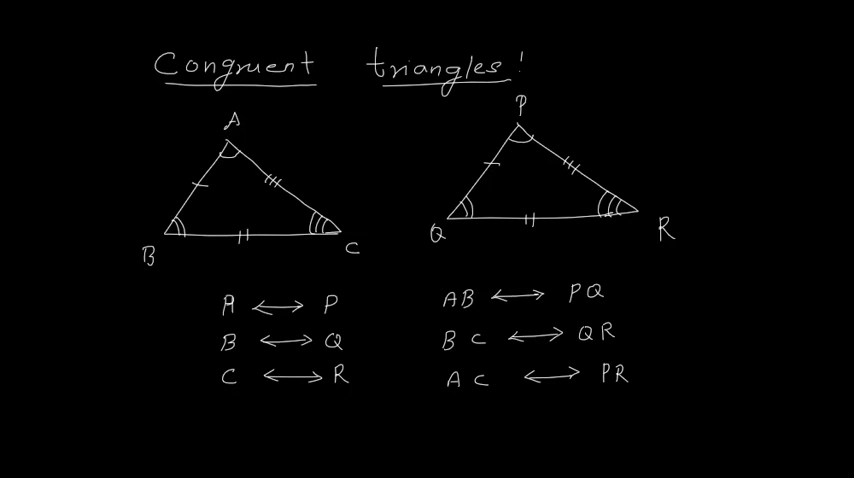 Congruent triangles!
A P
B C Q R
A ⟷ P AB ⟷ PQ
B ⟷ Q BC ⟷ QR
C ⟷ R AC ⟷ PR